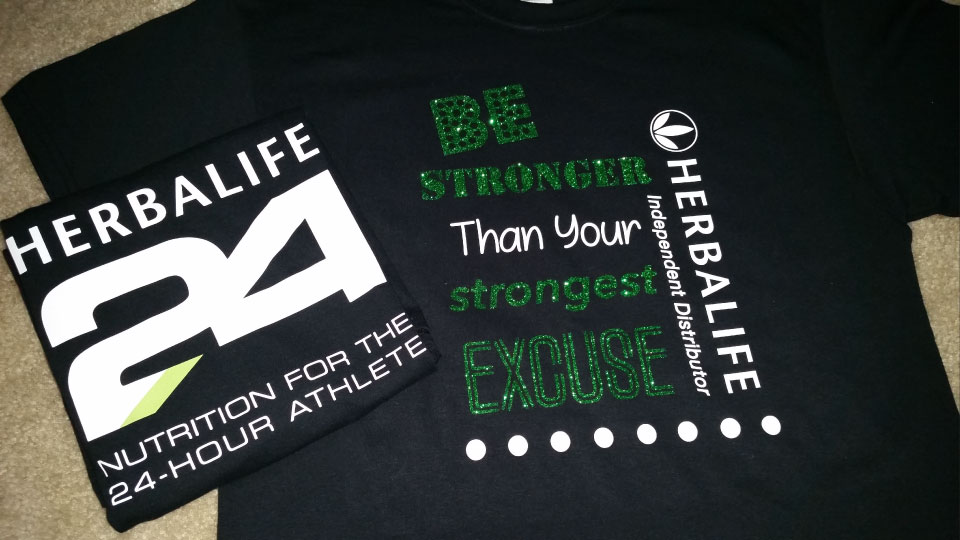 HERBALIFE
24
NUTRITION FOR THE
24-HOUR ATHLETE
BE
STRONGER
Than Your
strongest
EXCUSE
HERBALIFE
Independent Distributor